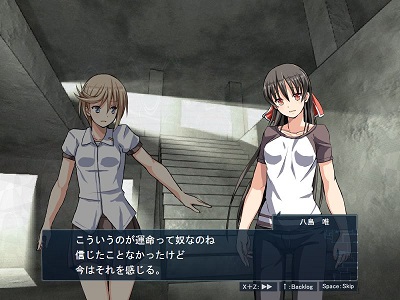 八島 唯
こういうのが運命って奴なのね
信じたことなかったけど
今はそれを感じる。
X+Z: ▶▶ ↑:Backlog Space:Skip